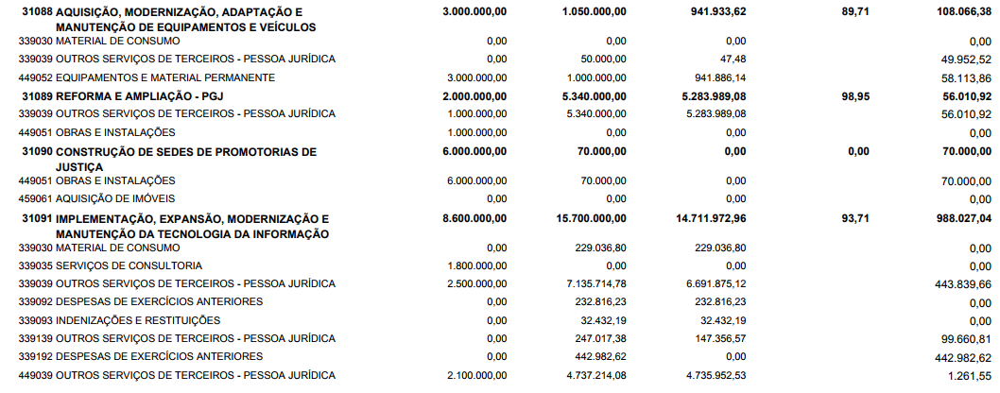 31088 AQUISIÇÃO, MODERNIZAÇÃO, ADAPTAÇÃO E 3.000.000,00 1.050.000,00 941.933,62 89,71 108.066,38
MANUTENÇÃO DE EQUIPAMENTOS E VEÍCULOS
339030 MATERIAL DE CONSUMO 0,00 0,00 0,00 0,00
339039 OUTROS SERVIÇOS DE TERCEIROS - PESSOA JURÍDICA 0,00 50.000,00 47,48 49.952,52
449052 EQUIPAMENTOS E MATERIAL PERMANENTE 3.000.000,00 1.000.000,00 941.886,14 58.113,86
31089 REFORMA E AMPLIAÇÃO - PGJ 2.000.000,00 5.340.000,00 5.283.989,08 98,95 56.010,92
339039 OUTROS SERVIÇOS DE TERCEIROS - PESSOA JURÍDICA 1.000.000,00 5.340.000,00 5.283.989,08 56.010,92
449051 OBRAS E INSTALAÇÕES 1.000.000,00 0,00 0,00 0,00
31090 CONSTRUÇÃO DE SEDES DE PROMOTORIAS DE 6.000.000,00 70.000,00 0,00 0,00 70.000,00
JUSTIÇA
449051 OBRAS E INSTALAÇÕES 6.000.000,00 70.000,00 0,00 70.000,00
459061 AQUISIÇÃO DE IMÓVEIS 0,00 0,00 0,00 0,00
31091 IMPLEMENTAÇÃO, EXPANSÃO, MODERNIZAÇÃO E 8.600.000,00 15.700.000,00 14.711.972,96 93,71 988.027,04
MANUTENÇÃO DA TECNOLOGIA DA INFORMAÇÃO
339030 MATERIAL DE CONSUMO 0,00 229.036,80 229.036,80 0,00
339035 SERVIÇOS DE CONSULTORIA 1.800.000,00 0,00 0,00 0,00
339039 OUTROS SERVIÇOS DE TERCEIROS - PESSOA JURÍDICA 2.500.000,00 7.135.714,78 6.691.875,12 443.839,66
339092 DESPESAS DE EXERCÍCIOS ANTERIORES 0,00 232.816,23 232.816,23 0,00
339093 INDENIZAÇÕES E RESTITUIÇÕES 0,00 32.432,19 32.432,19 0,00
339139 OUTROS SERVIÇOS DE TERCEIROS - PESSOA JURÍDICA 0,00 247.017,38 147.356,57 99.660,81
339192 DESPESAS DE EXERCÍCIOS ANTERIORES 0,00 442.982,62 0,00 442.982,62
449039 OUTROS SERVIÇOS DE TERCEIROS - PESSOA JURÍDICA 2.100.000,00 4.737.214,08 4.735.952,53 1.261,55